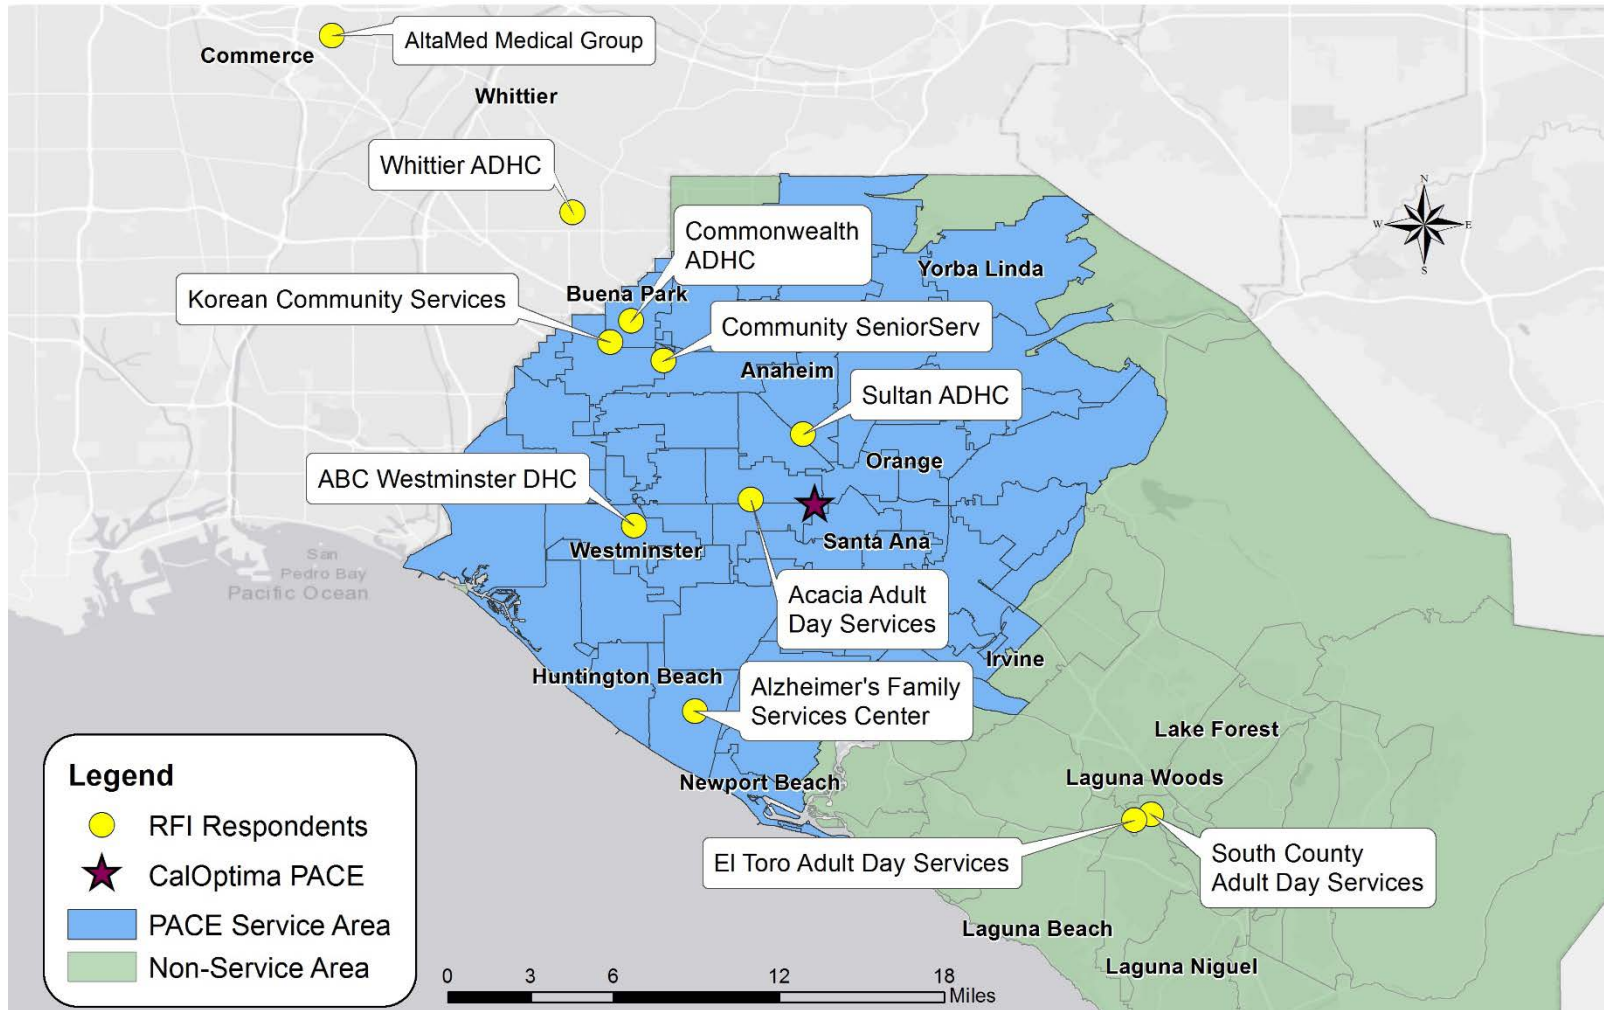 AltaMed Medical Group
Commerce
Whittier
Whittier ADHC
N
W
E
S
Commonwealth
ADHC
Yorba Linda
Korean Community Services
Buena Park
Community SeniorServ
Anaheim
Sultan ADHC
Orange
ABC Westminster DHC
Westminster
Santa Ana
San
Pedro Bay
Pacific Ocean
Acacia Adult
Day Services
Irvine
Huntington Beach
Alzheimer's Family
Services Center
Lake Forest
Laguna Woods
Newport Beach
El Toro Adult Day Services
South County
Adult Day Services
Laguna Beach
Laguna Niguel
Legend
RFI Respondents
CalOptima PACE
PACE Service Area
Non-Service Area
0 3 6 12 18
Miles